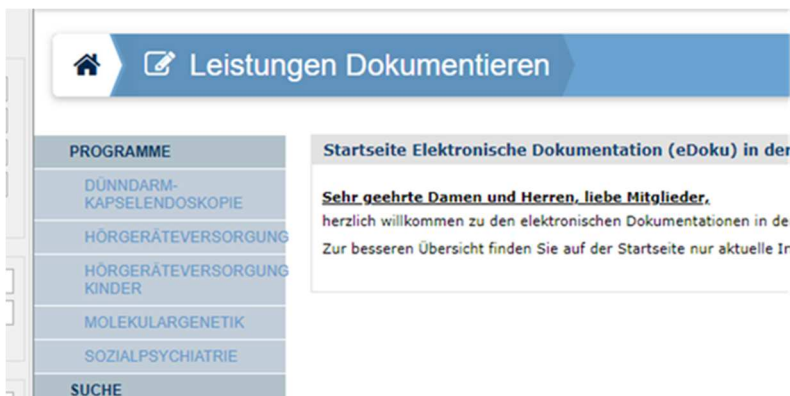 Leistungen Dokumentieren
PROGRAMME
DÜNNDARM-
KAPSELENDOSKOPIE
HÖRGERÄTEVERSORGUNG
HÖRGERÄTEVERSORGUNG
KINDER
MOLEKULARGENETIK
SOZIALPSYCHIATRIE
SUCHE
Startseite Elektronische Dokumentation (eDoku) in der
Sehr geehrte Damen und Herren, liebe Mitglieder,
herzlich willkommen zu den elektronischen Dokumentationen in de
Zur besseren Übersicht finden Sie auf der Startseite nur aktuelle